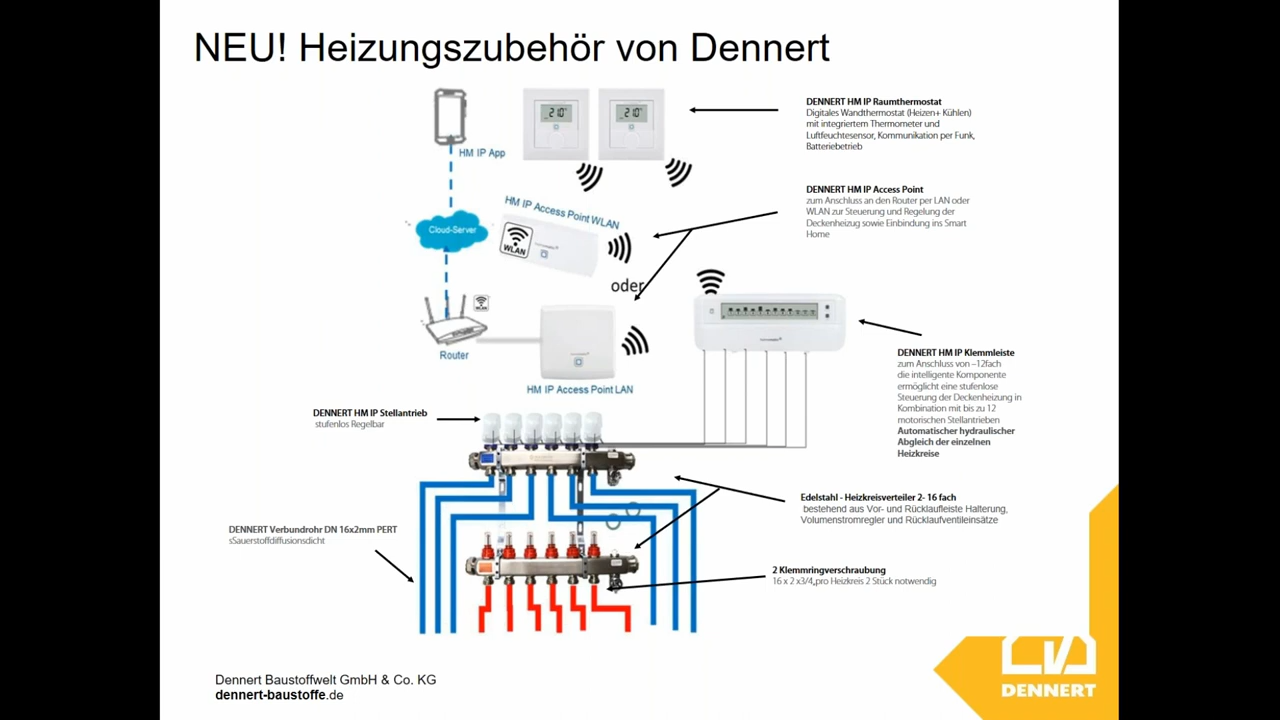 NEU! Heizungszubehör von Dennert
DENNERT HM IP Raumthermostat
Digitales Wandthermostat (Heizen+ Kühlen)
mit integriertem Thermometer und
Luftfeuchtesensor, Kommunikation per Funk,
Batteriebetrieb
HM IP App
DENNERT HM IP Access Point
zum Anschluss an den Router per LAN oder
WLAN zur Steuerung und Regelung der
Deckenheizug sowie Einbindung ins Smart
Home
HM IP Access Point WLAN
Cloud-Server
WLAN
oder
WLAN
Router
HM IP Access Point LAN
DENNERT HM IP Klemmleiste
zum Anschluss von –12fach
die intelligente Komponente
ermöglicht eine stufenlose
Steuerung der Deckenheizung in
Kombination mit bis zu 12
motorischen Stellantrieben
Automatischer hydraulischer
Abgleich der einzelnen
Heizkreise
DENNERT HM IP Stellantrieb
stufenlos Regelbar
Edelstahl - Heizkreisverteiler 2- 16 fach
bestehend aus Vor- und Rücklaufleiste Halterung,
Volumenstromregler und Rücklaufventileinsätze
DENNERT Verbundrohr DN 16x2mm PERT
sSauerstoffdiffusionsdicht
2 Klemmringverschraubung
16 x 2 x3/4„pro Heizkreis 2 Stück notwendig
Dennert Baustoffwelt GmbH & Co. KG
dennert-baustoffe.de
DENNERT